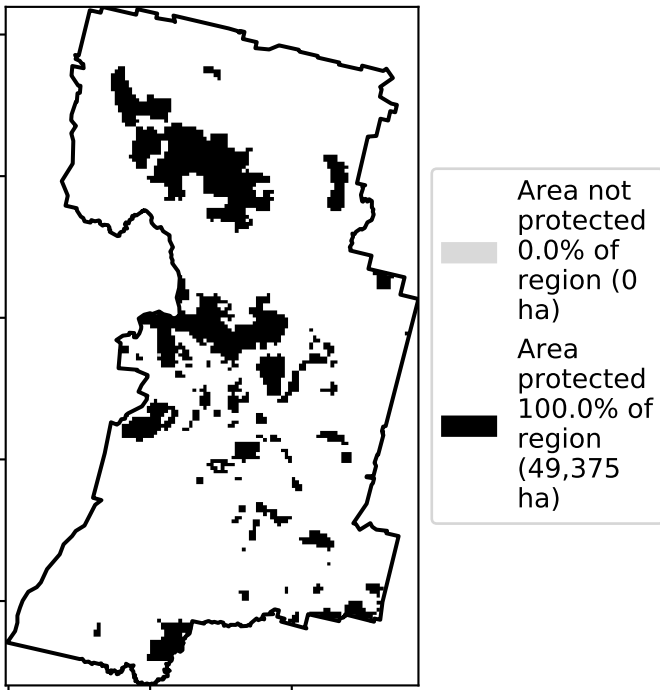 Area not
protected
0.0% of
region (0
ha)
Area
protected
100.0% of
region
(49,375
ha)